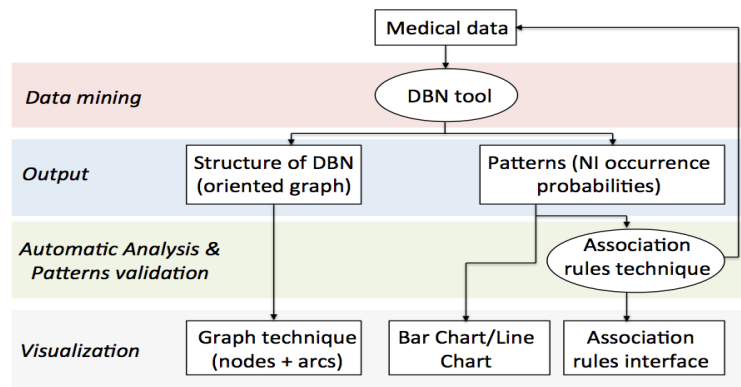 Medical data
Data mining
DBN tool
Output
Structure of DBN
(oriented graph)
Patterns (NI occurrence
probabilities)
Automatic Analysis &
Patterns validation
Association
rules technique
Visualization
Graph technique
(nodes + arcs)
Bar Chart/Line
Chart
Association
rules interface